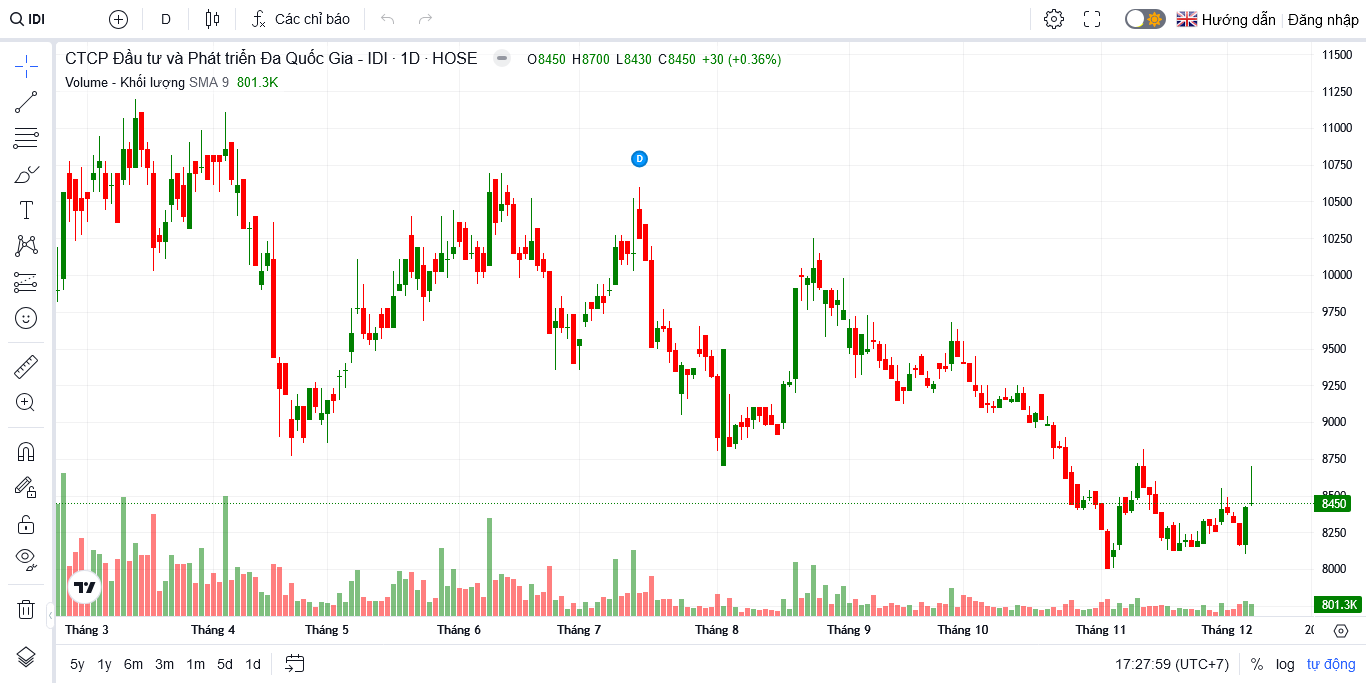 IDI D Các chỉ báo Hướng dẫn Đăng nhập
CTCP Đầu tư và Phát triển Đa Quốc Gia - IDI · 1D · HOSE O8450 H8700 L8430 C8450 +30 (+0.36%)
Volume - Khối lượng SMA 9 801.3K
D
11500
11250
11000
10750
10500
10250
10000
9750
9500
9250
9000
8750
8500
8450
8250
8000
801.3K
Tháng 3 Tháng 4 Tháng 5 Tháng 6 Tháng 7 Tháng 8 Tháng 9 Tháng 10 Tháng 11 Tháng 12
5y 1y 6m 3m 1m 5d 1d 17:27:59 (UTC+7) % log tự động